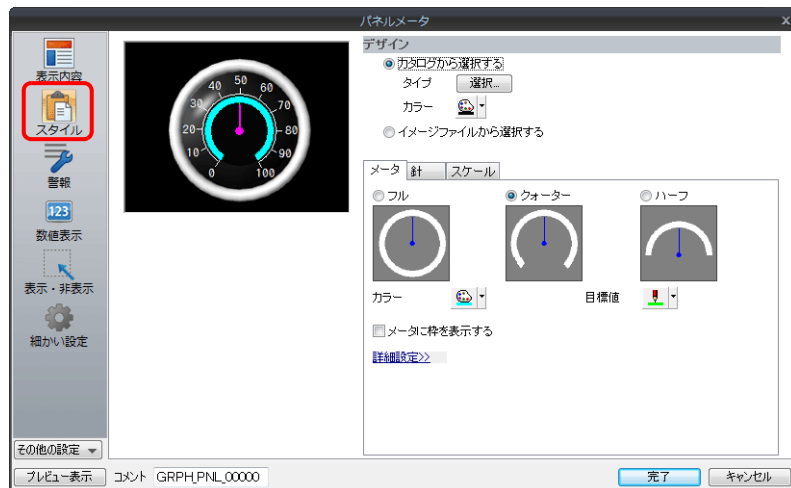 パネルメータ
表示内容
スタイル
警報
123
数値表示
表示・非表示
細かい設定
その他の設定
0
10
20
30
40
50
60
70
80
90
100
デザイン
カタログから選択する
タイプ 選択...
カラー
イメージファイルから選択する
メータ 針 スケール
フル クォーター ハーフ
カラー 目標値
メータに枠を表示する
詳細設定>>
プレビュー表示 コメント GRPH_PNL_00000 完了 キャンセル